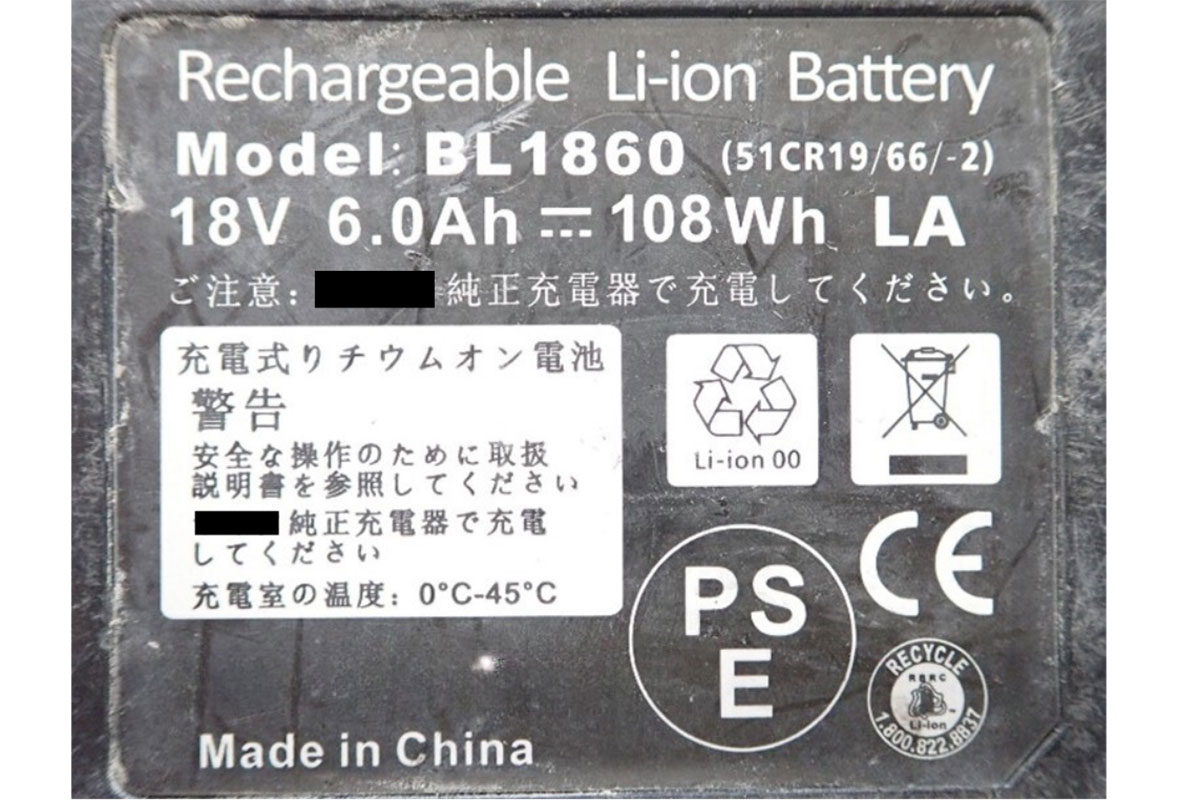 Rechargeable Li-ion Battery
Model: BL1860 (51CR19/66/-2)
18V 6.0Ah ⎓ 108Wh LA
ご注意: 純正充電器で充電してください。
充電式りチウムオン電池
警告
安全な操作のために取扱
説明書を参照してください
純正充電器で充電
してください
充電室の温度: 0°C-45°C
Li-ion 00
PS
E
CE
RECYCLE
RBRC
Li-ion
1.800.822.8837
Made in China